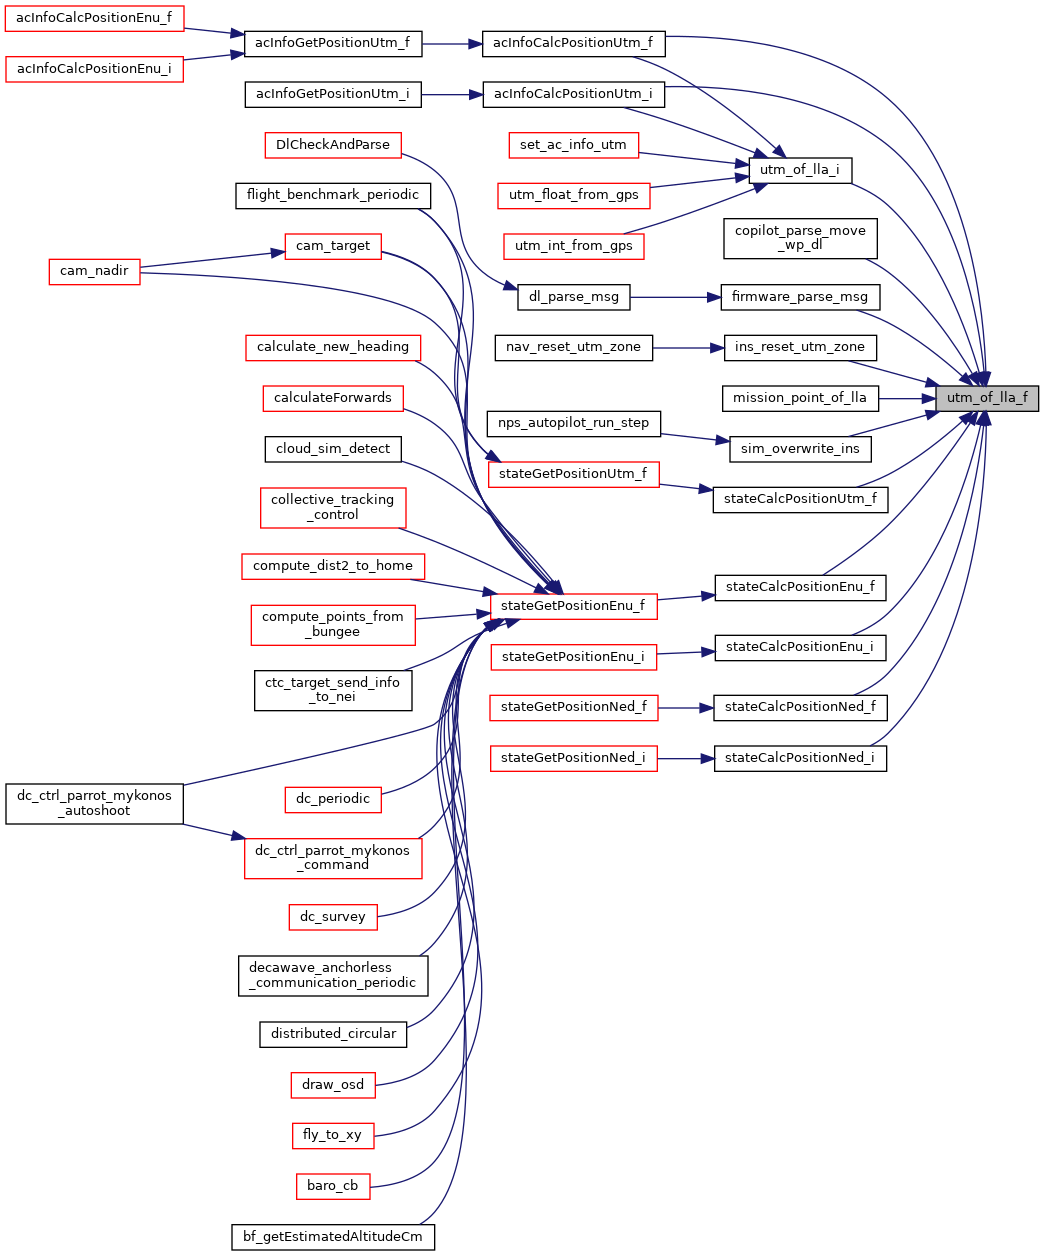 acInfoCalcPositionEnu_f
acInfoCalcPositionEnu_i
acInfoGetPositionUtm_f
acInfoGetPositionUtm_i
acInfoCalcPositionUtm_f
acInfoCalcPositionUtm_i
DlCheckAndParse
flight_benchmark_periodic
cam_target
cam_nadir
set_ac_info_utm
utm_float_from_gps
utm_int_from_gps
utm_of_lla_i
copilot_parse_move
_wp_dl
dl_parse_msg
firmware_parse_msg
nav_reset_utm_zone
ins_reset_utm_zone
mission_point_of_lla
utm_of_lla_f
nps_autopilot_run_step
sim_overwrite_ins
stateGetPositionUtm_f
stateCalcPositionUtm_f
calculate_new_heading
calculateForwards
cloud_sim_detect
collective_tracking
_control
compute_dist2_to_home
compute_points_from
_bungee
ctc_target_send_info
_to_nei
stateGetPositionEnu_f
stateCalcPositionEnu_f
stateGetPositionEnu_i
stateCalcPositionEnu_i
stateGetPositionNed_f
stateCalcPositionNed_f
stateGetPositionNed_i
stateCalcPositionNed_i
dc_ctrl_parrot_mykonos
_autoshoot
dc_periodic
dc_ctrl_parrot_mykonos
_command
dc_survey
decawave_anchorless
_communication_periodic
distributed_circular
draw_osd
fly_to_xy
baro_cb
bf_getEstimatedAltitudeCm